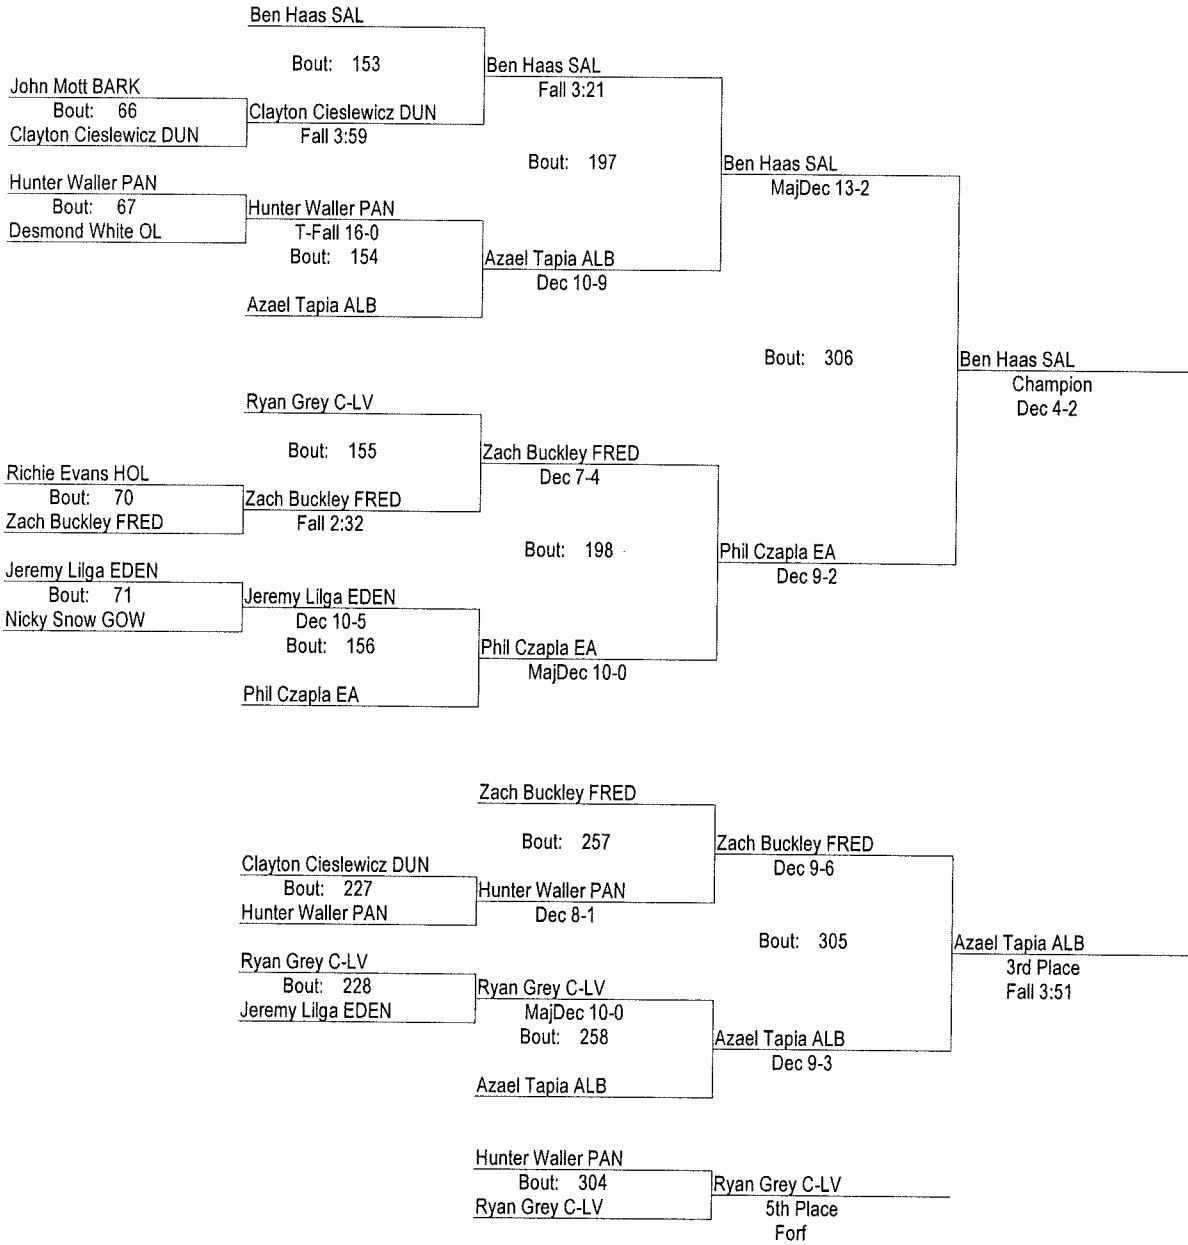 Ben Haas SAL
Bout: 153
Ben Haas SAL
Fall 3:21
John Mott BARK
Bout: 66
Clayton Cieslewicz DUN
Clayton Cieslewicz DUN
Fall 3:59
Bout: 197
Ben Haas SAL
MajDec 13-2
Hunter Waller PAN
Bout: 67
Desmond White OL
Hunter Waller PAN
T-Fall 16-0
Bout: 154
Azael Tapia ALB
Dec 10-9
Azael Tapia ALB
Bout: 306
Ben Haas SAL
Champion
Dec 4-2
Ryan Grey C-LV
Bout: 155
Zach Buckley FRED
Dec 7-4
Richie Evans HOL
Bout: 70
Zach Buckley FRED
Zach Buckley FRED
Fall 2:32
Bout: 198
Phil Czapla EA
Dec 9-2
Jeremy Lilga EDEN
Bout: 71
Nicky Snow GOW
Jeremy Lilga EDEN
Dec 10-5
Bout: 156
Phil Czapla EA
MajDec 10-0
Phil Czapla EA
Zach Buckley FRED
Bout: 257
Zach Buckley FRED
Dec 9-6
Clayton Cieslewicz DUN
Bout: 227
Hunter Waller PAN
Hunter Waller PAN
Dec 8-1
Bout: 305
Azael Tapia ALB
3rd Place
Fall 3:51
Ryan Grey C-LV
Bout: 228
Jeremy Lilga EDEN
Ryan Grey C-LV
MajDec 10-0
Bout: 258
Azael Tapia ALB
Dec 9-3
Azael Tapia ALB
Hunter Waller PAN
Bout: 304
Ryan Grey C-LV
Ryan Grey C-LV
5th Place
Forf